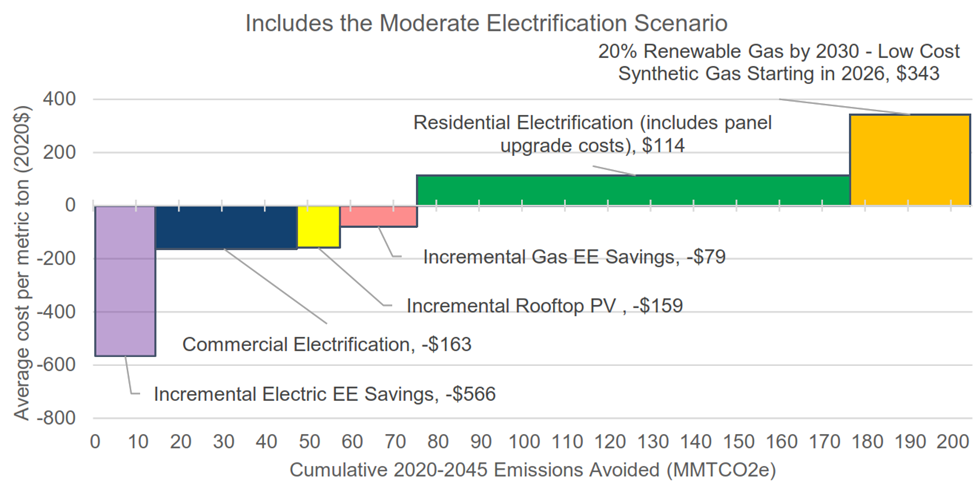 Includes the Moderate Electrification Scenario
20% Renewable Gas by 2030 - Low Cost
Synthetic Gas Starting in 2026, $343
Residential Electrification (includes panel
upgrade costs), $114
Incremental Gas EE Savings, -$79
Incremental Rooftop PV , -$159
Commercial Electrification, -$163
Incremental Electric EE Savings, -$566
Average cost per metric ton (2020$)
400
200
0
-200
-400
-600
-800
0 10 20 30 40 50 60 70 80 90 100 110 120 130 140 150 160 170 180 190 200
Cumulative 2020-2045 Emissions Avoided (MMTCO2e)